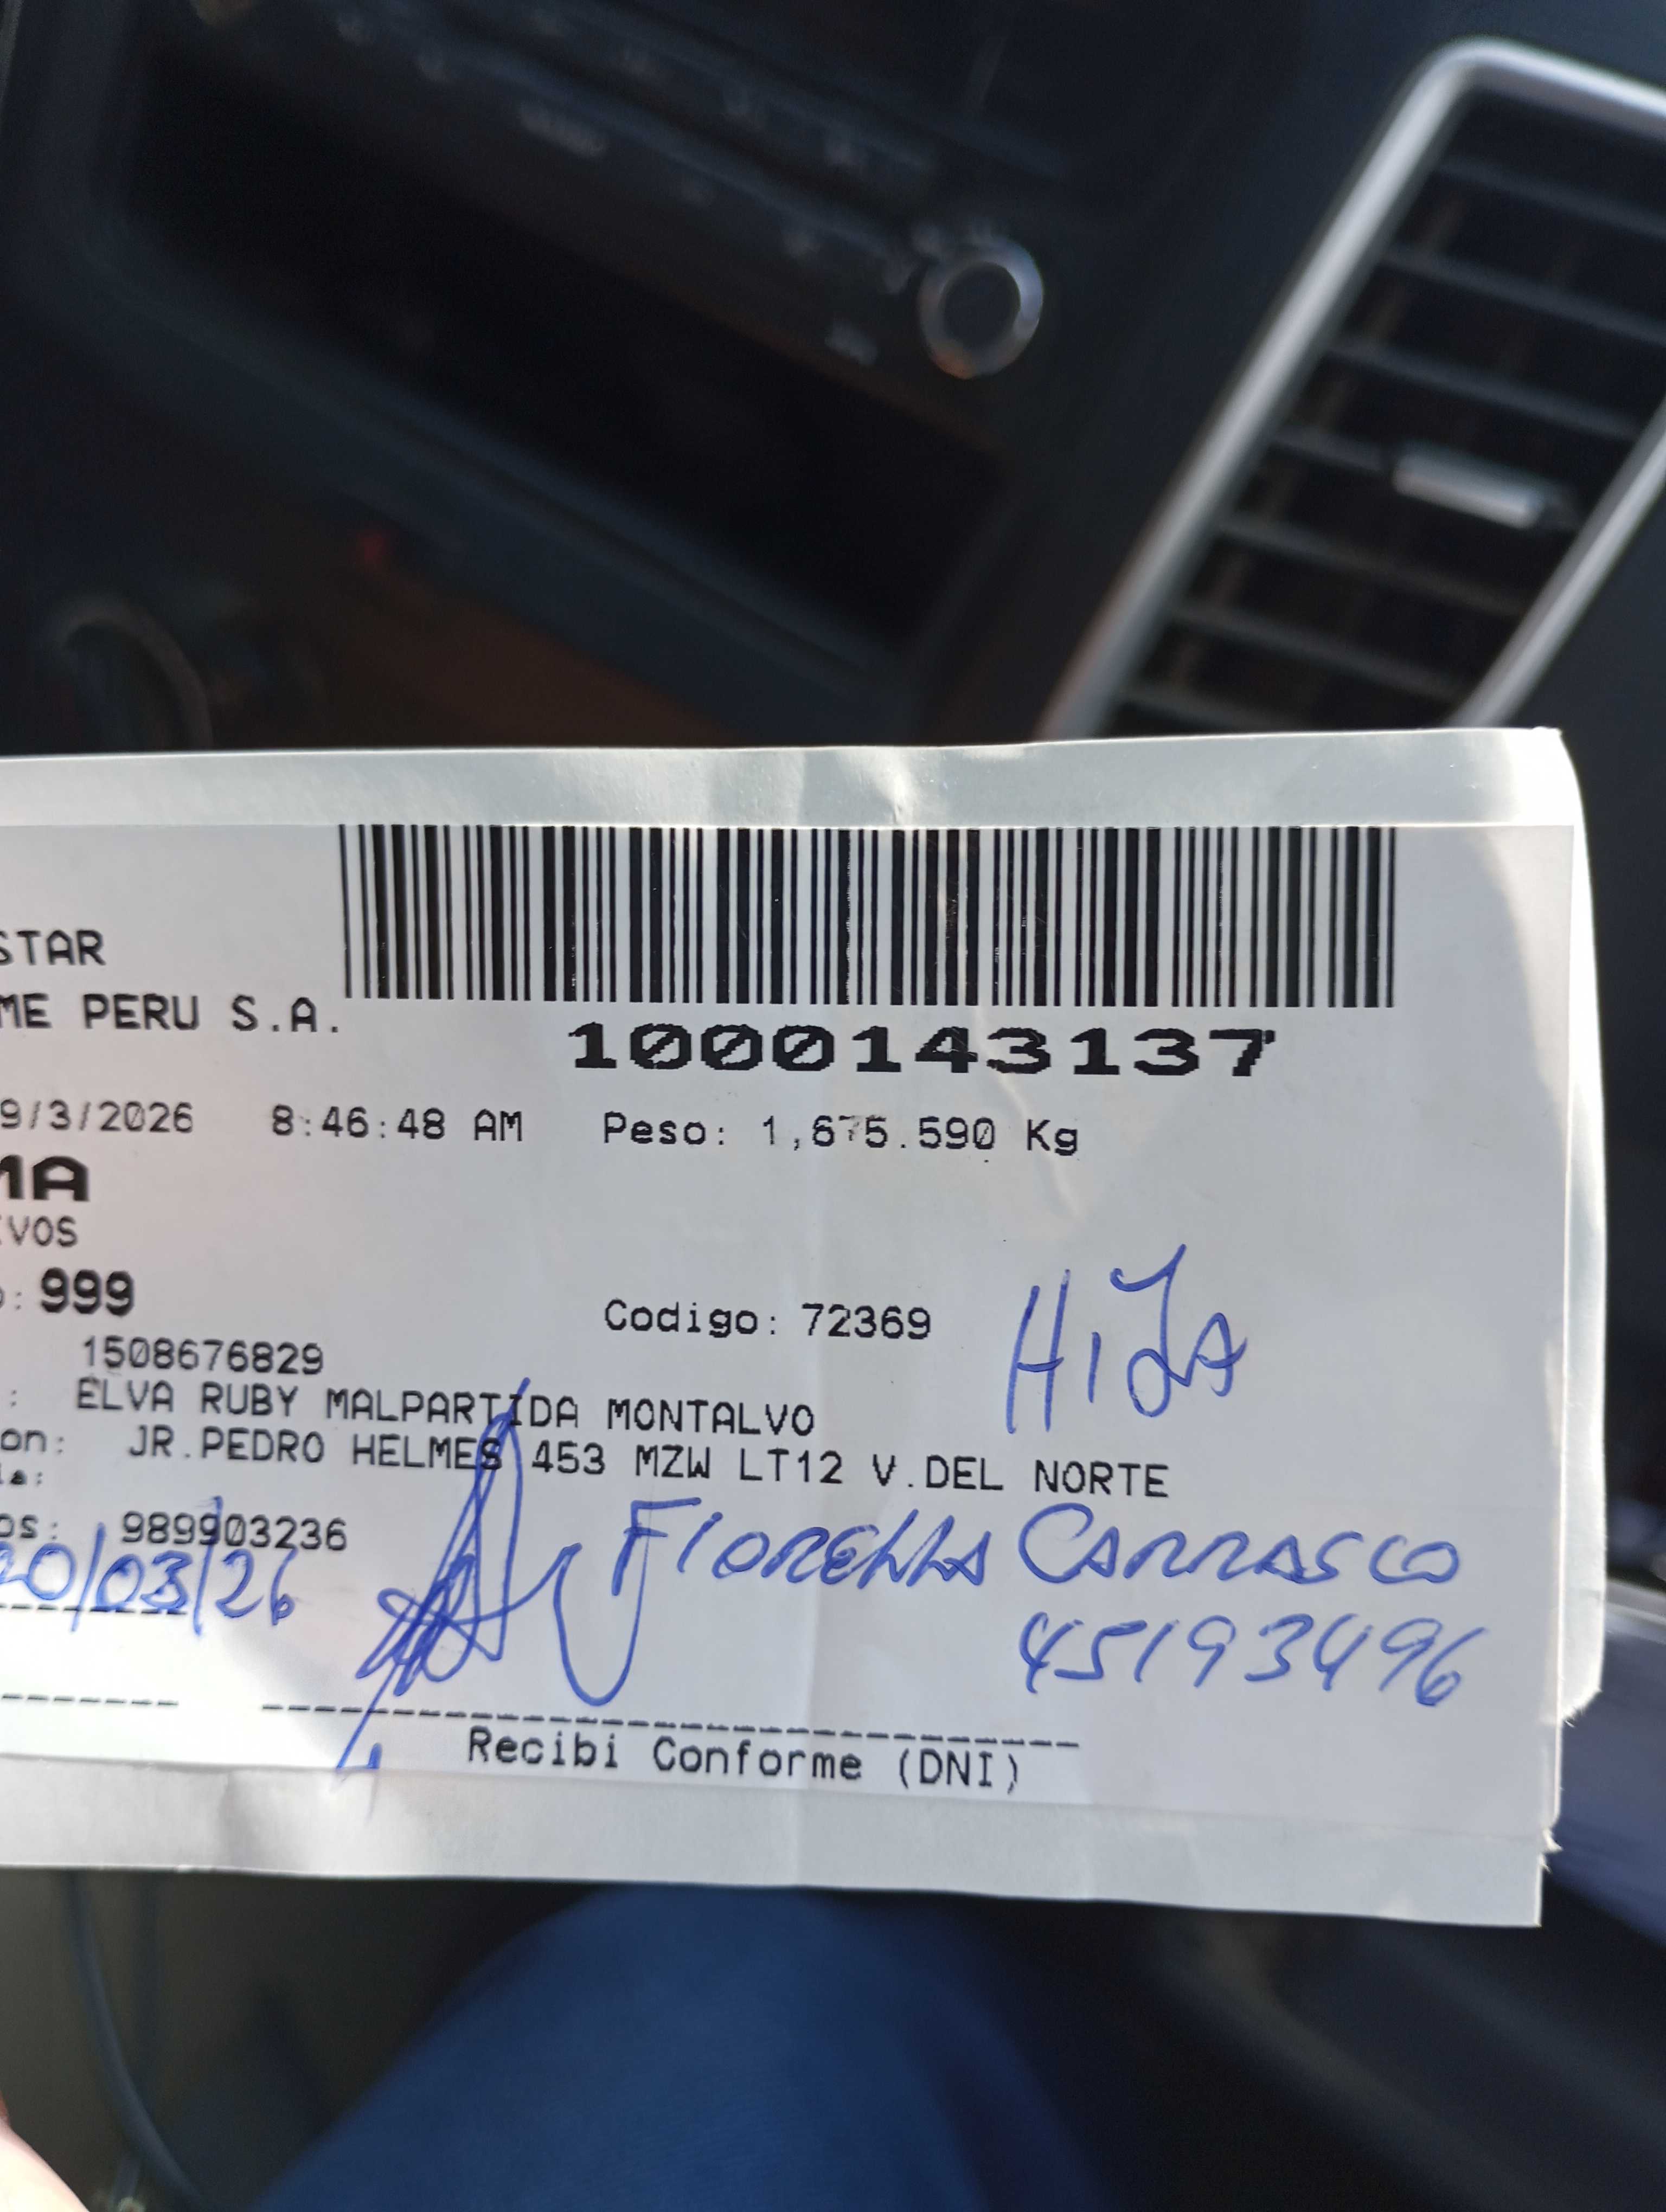 STAR
ME PERU S.A.
1000143137
9/3/2026 8:46:48 AM Peso: 1,675.590 Kg
MA
IVOS
o: 999
Codigo: 72369
HIJA
1508676829
: ELVA RUBY MALPARTIDA MONTALVO
on: JR.PEDRO HELMES 453 MZW LT12 V.DEL NORTE
ia:
os: 989903236
20/03/26
FIORELLA CARRASCO
45193496
Recibi Conforme (DNI)